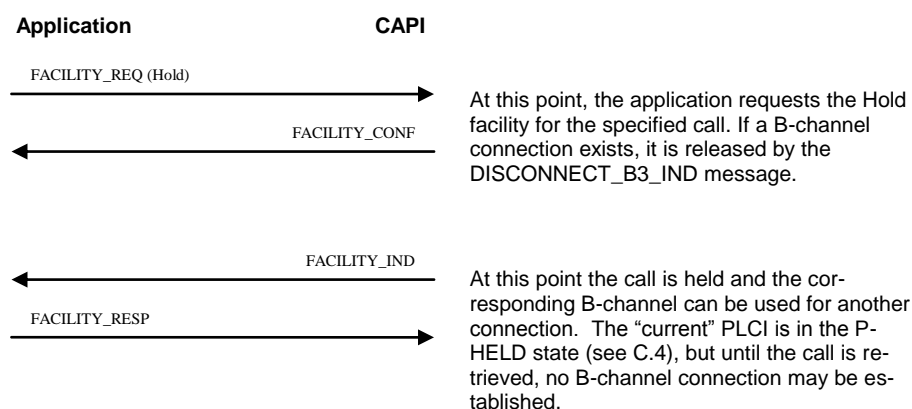 Application CAPI
FACILITY_REQ (Hold)
At this point, the application requests the Hold
facility for the specified call. If a B-channel
connection exists, it is released by the
DISCONNECT_B3_IND message.
FACILITY_CONF
FACILITY_IND
At this point the call is held and the cor-
responding B-channel can be used for another
connection. The “current” PLCI is in the P-
HELD state (see C.4), but until the call is re-
trieved, no B-channel connection may be es-
tablished.
FACILITY_RESP